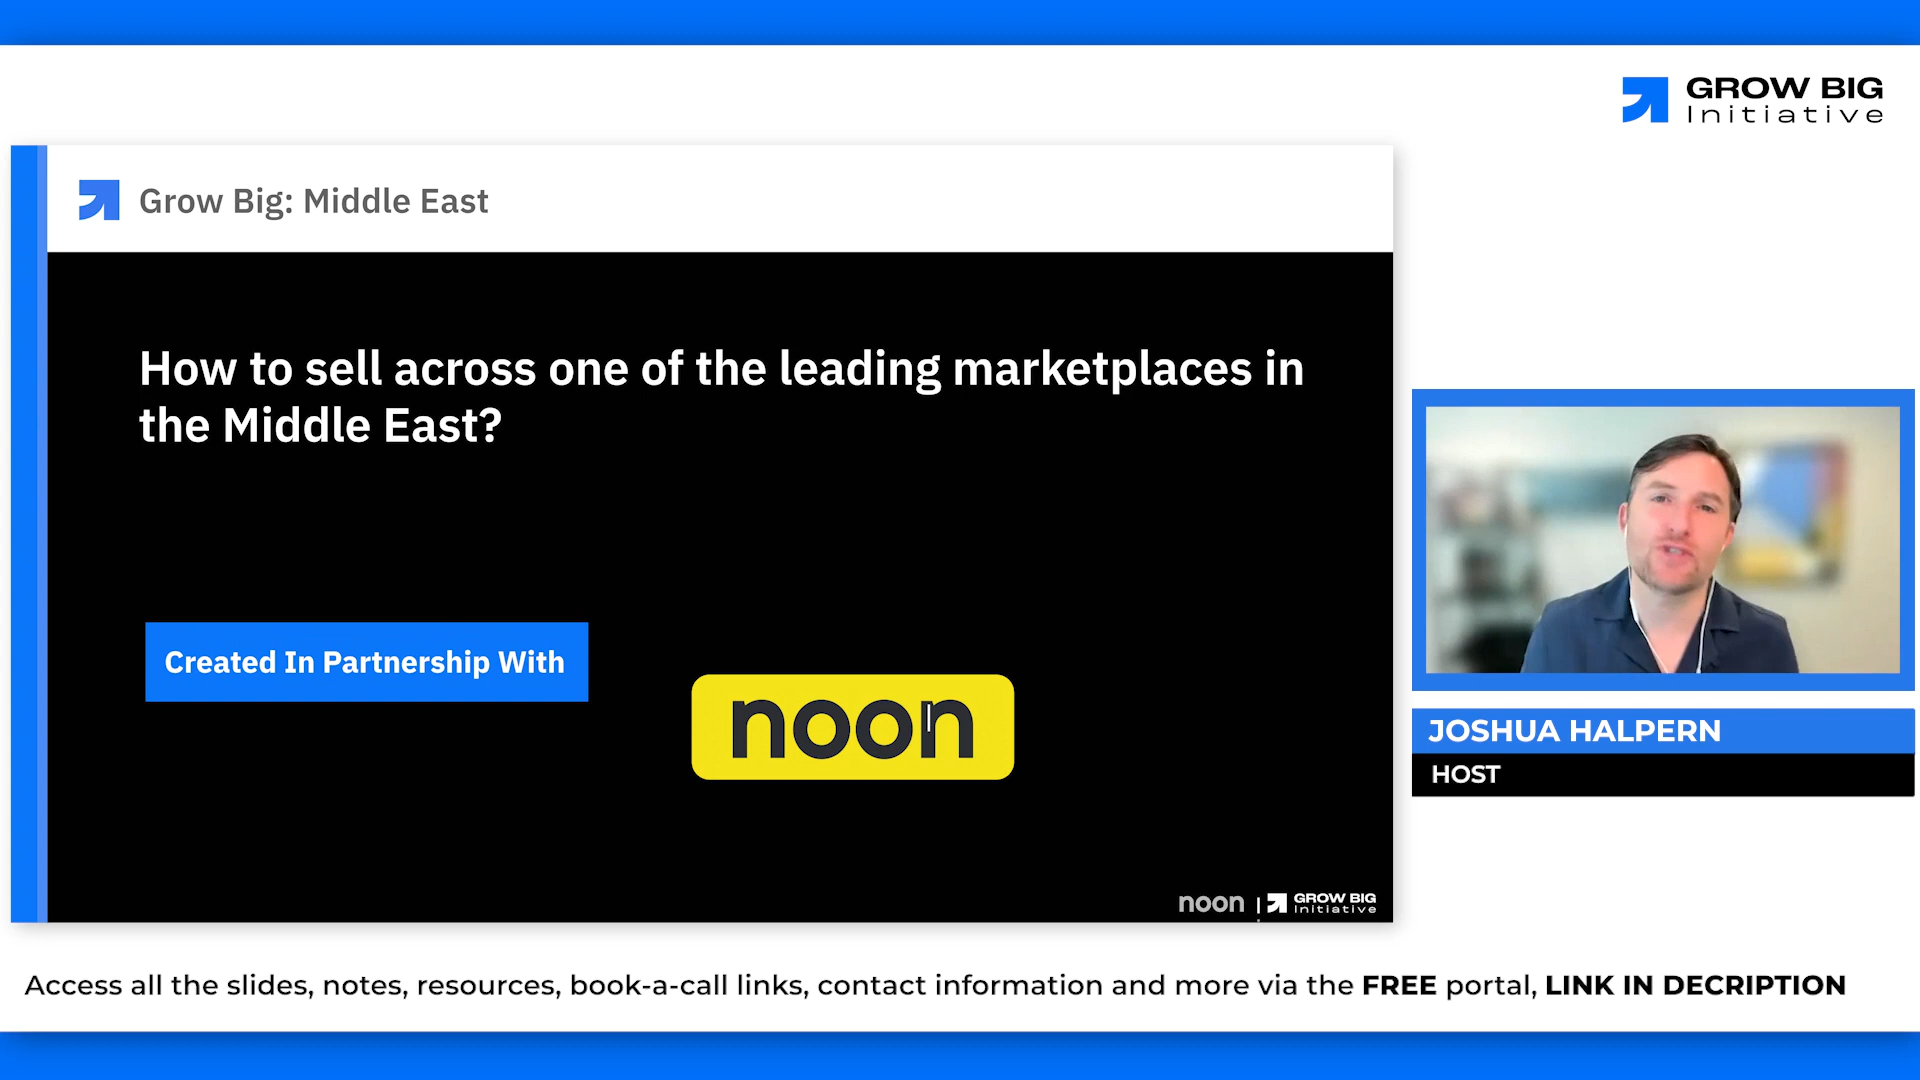 GROW BIG
Initiative
Grow Big: Middle East
How to sell across one of the leading marketplaces in
the Middle East?
Created In Partnership With
noon
noon | GROW BIG
Initiative
JOSHUA HALPERN
HOST
Access all the slides, notes, resources, book-a-call links, contact information and more via the FREE portal, LINK IN DECRIPTION